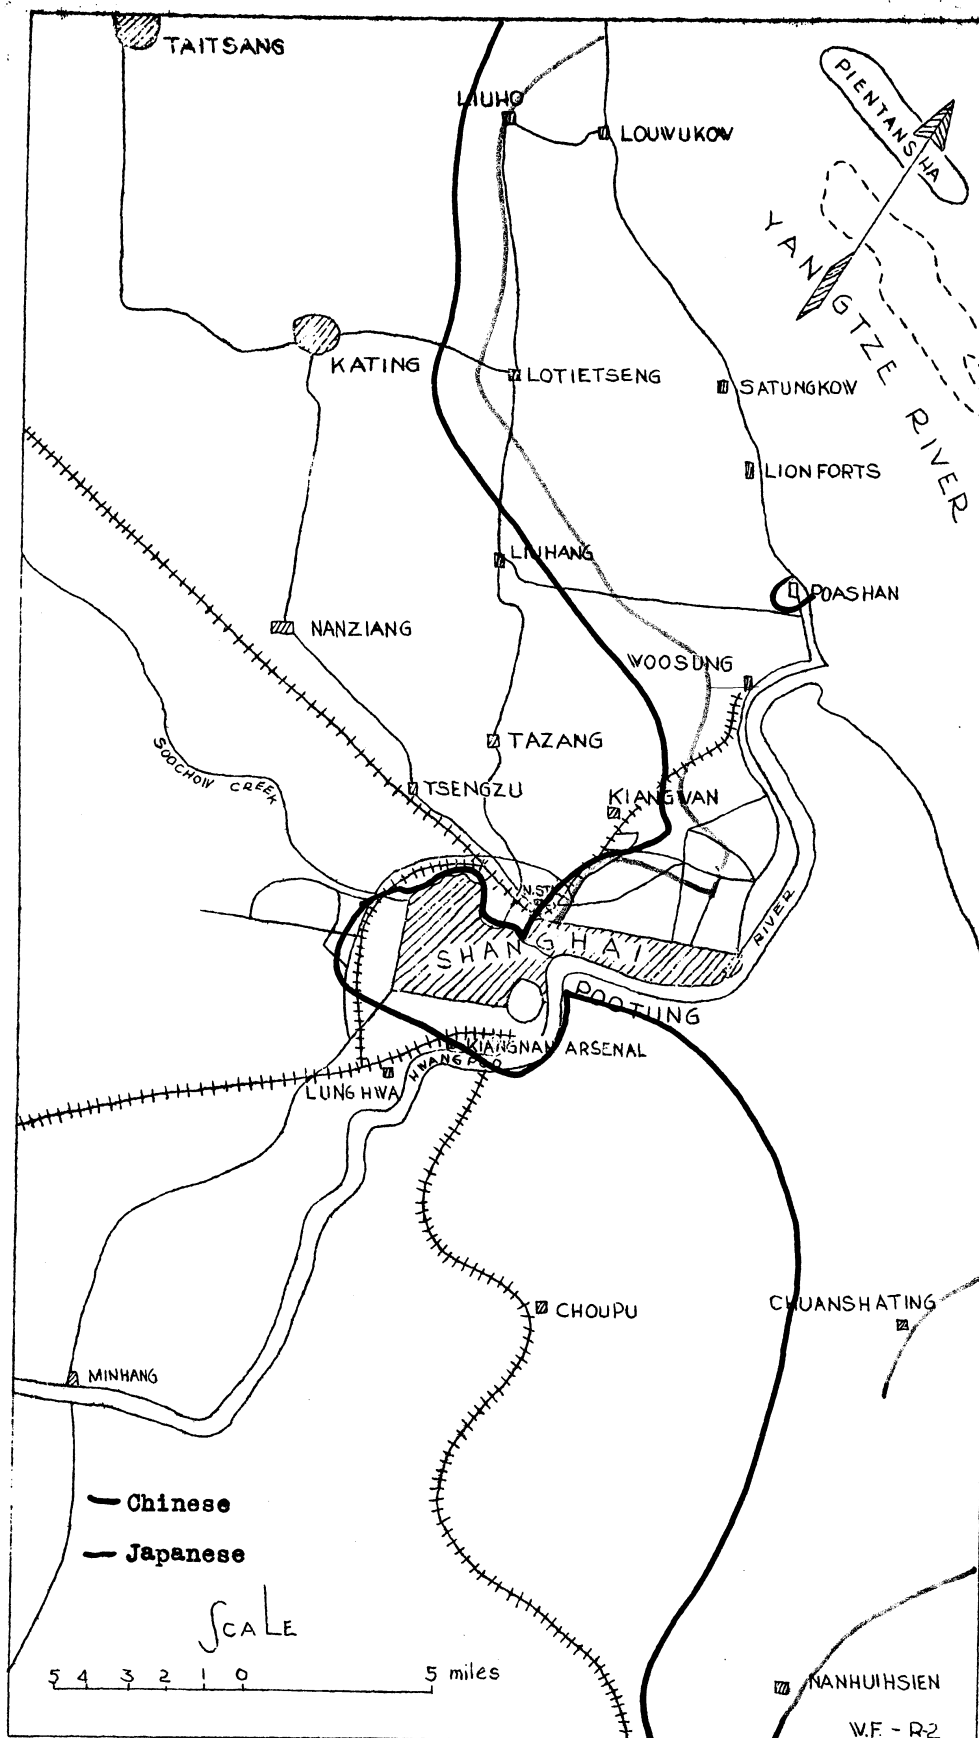 TAITSANG
LIUHO
LOUWUKOW
PIENTANSHA
YANGTZE RIVER
KATING
LOTIETSENG
SATUNGKOW
LION FORTS
LIUHANG
POASHAN
NANZIANG
WOOSUNG
SOOCHOW CREEK
TAZANG
TSENGZU
KIANGWAN
N.STN
SHANGHAI
RIVER
POOTUNG
KIANGNAN ARSENAL
HWANGPOO
LUNGHWA
CHOUPU
CHUANSHATING
MINHANG
Chinese
Japanese
SCALE
5 4 3 2 1 0 5 miles
NANHUIHSIEN
W.F. - R-2